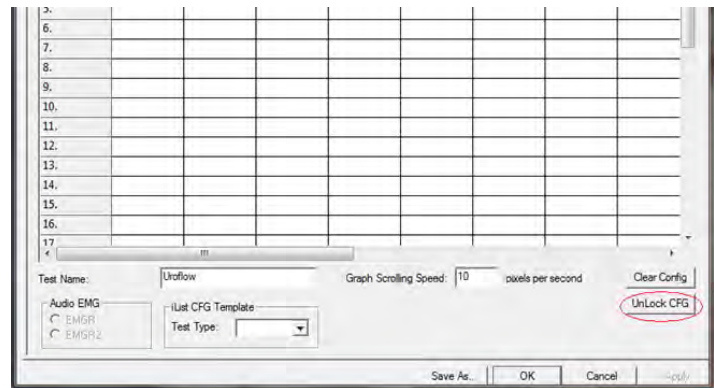 5.
6.
7.
8.
9.
10.
11.
12.
13.
14.
15.
16.
17
Test Name: Uroflow Graph Scrolling Speed: 10 pixels per second Clear Config
Audio EMG iList CFG Template UnLock CFG
EMGR Test Type:
EMGR2
Save As.. OK Cancel Apply